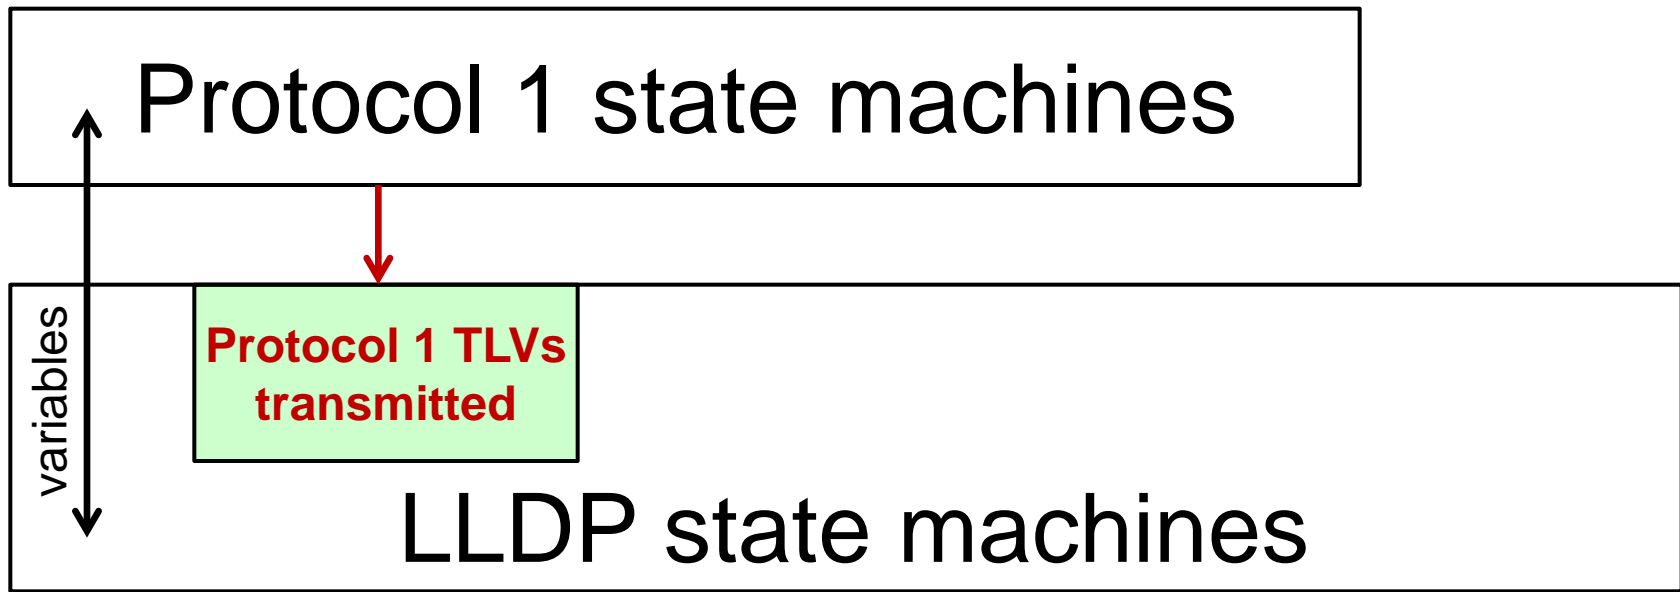 Protocol 1 state machines
variables
Protocol 1 TLVs
transmitted
LLDP state machines